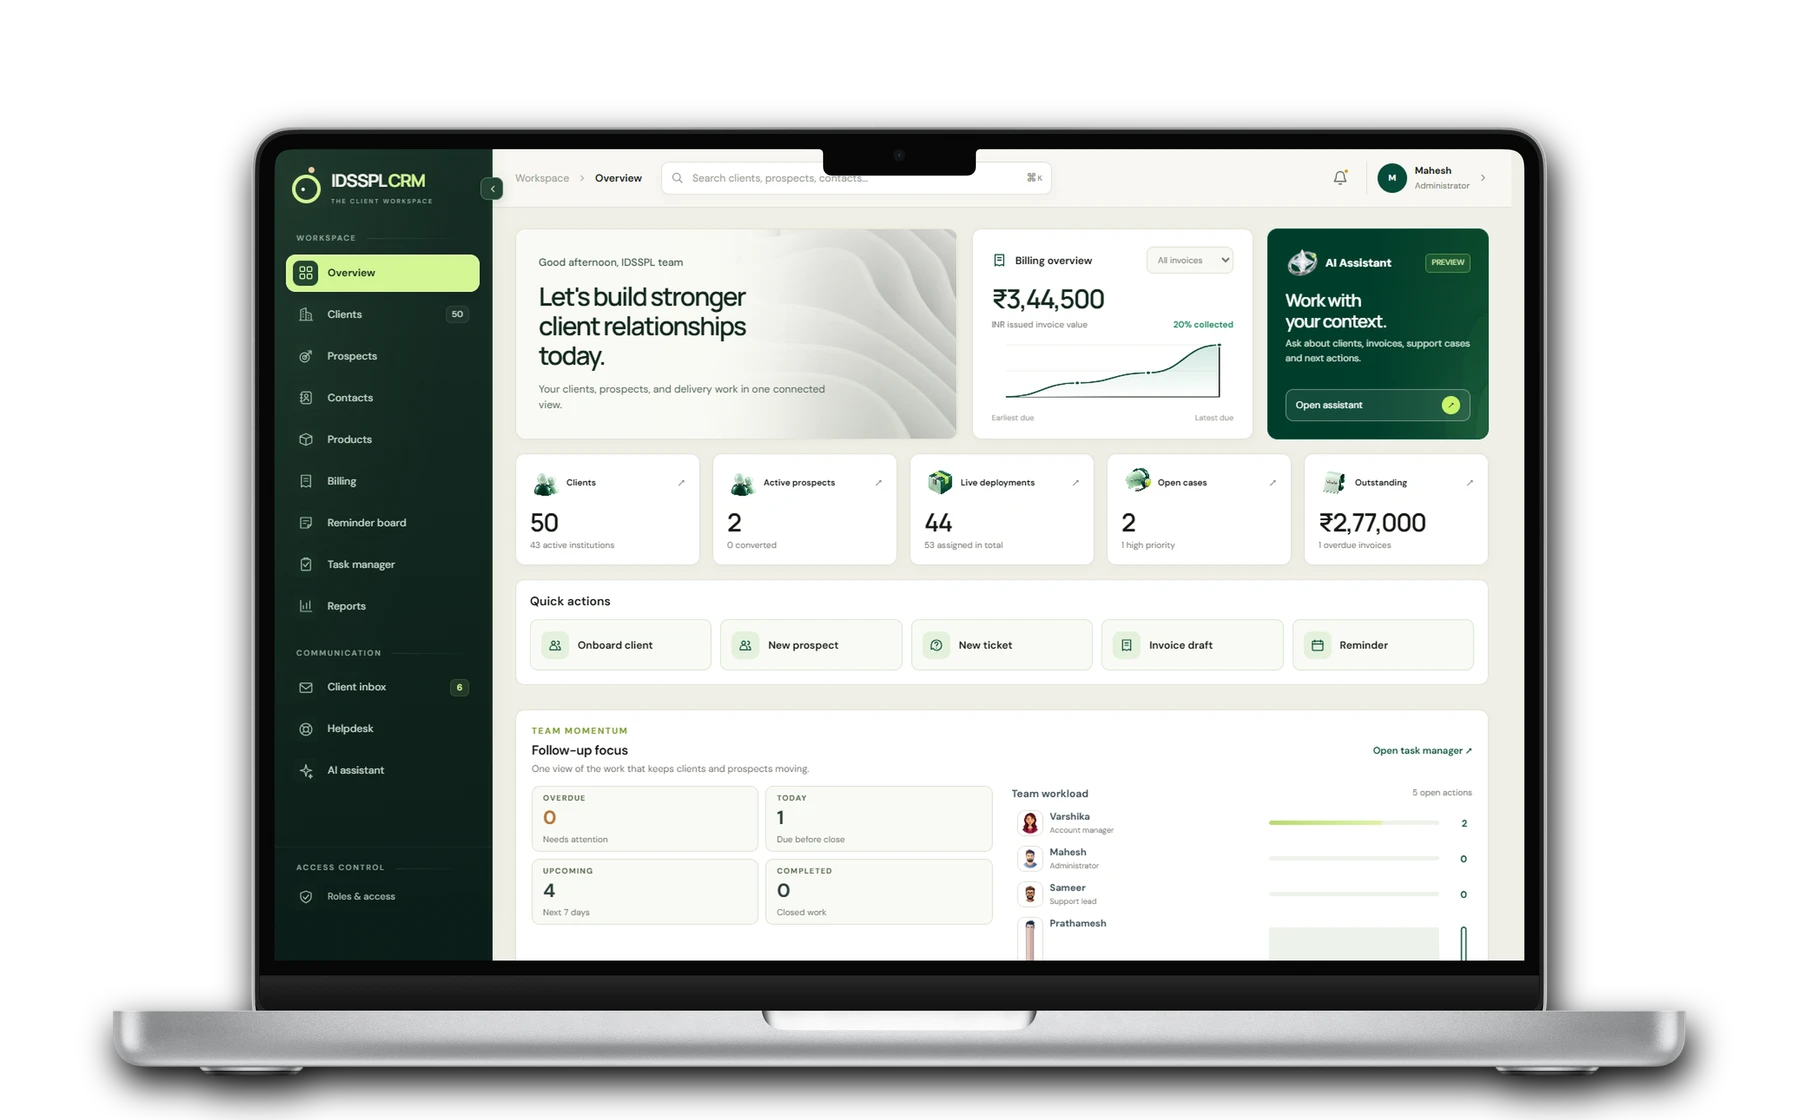 IDSSPLCRM
THE CLIENT WORKSPACE
WORKSPACE
Overview
Clients 50
Prospects
Contacts
Products
Billing
Reminder board
Task manager
Reports
COMMUNICATION
Client inbox 6
Helpdesk
AI assistant
ACCESS CONTROL
Roles & access
Workspace > Overview
Search clients, prospects, contacts...
⌘K
M
Mahesh
Administrator
Good afternoon, IDSSPL team
Let's build stronger
client relationships
today.
Your clients, prospects, and delivery work in one connected
view.
Billing overview
All invoices
₹3,44,500
INR issued invoice value
20% collected
Earliest due
Latest due
AI Assistant
PREVIEW
Work with
your context.
Ask about clients, invoices, support cases
and next actions.
Open assistant
Clients
50
43 active institutions
Active prospects
2
0 converted
Live deployments
44
53 assigned in total
Open cases
2
1 high priority
Outstanding
₹2,77,000
1 overdue invoices
Quick actions
Onboard client
New prospect
New ticket
Invoice draft
Reminder
TEAM MOMENTUM
Follow-up focus
One view of the work that keeps clients and prospects moving.
Open task manager ↗
OVERDUE
0
Needs attention
TODAY
1
Due before close
UPCOMING
4
Next 7 days
COMPLETED
0
Closed work
Team workload
5 open actions
Varshika
Account manager
2
Mahesh
Administrator
0
Sameer
Support lead
0
Prathamesh